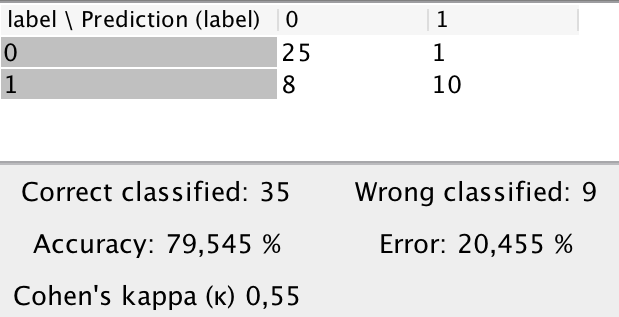 label \ Prediction (label) 0 1
0 25 1
1 8 10
Correct classified: 35 Wrong classified: 9
Accuracy: 79,545 % Error: 20,455 %
Cohen's kappa (κ) 0,55